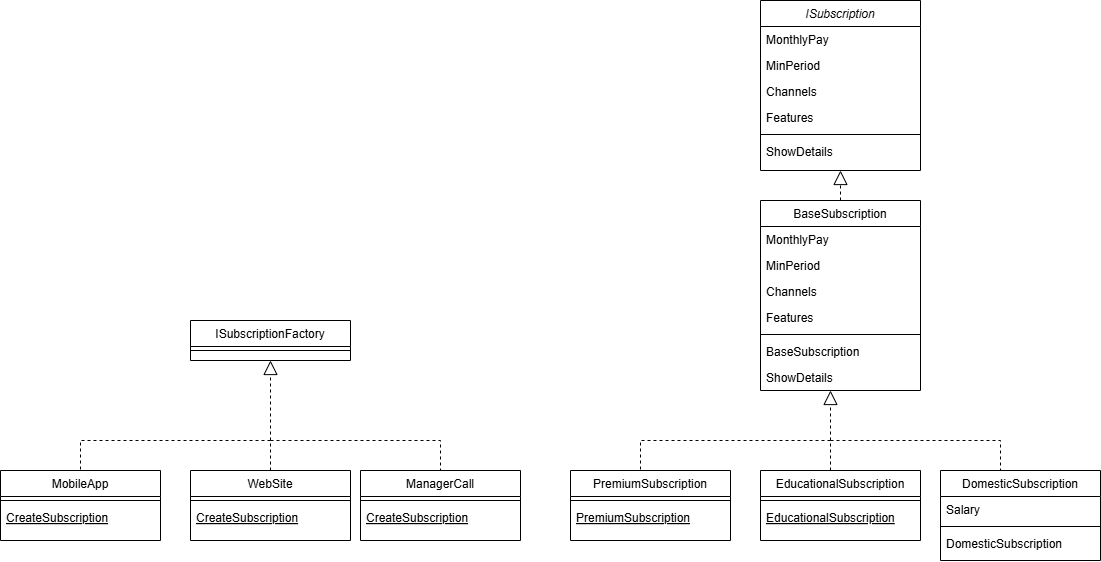 ISubscription
MonthlyPay
MinPeriod
Channels
Features
ShowDetails
BaseSubscription
MonthlyPay
MinPeriod
Channels
Features
BaseSubscription
ShowDetails
ISubscriptionFactory
MobileApp
CreateSubscription
WebSite
CreateSubscription
ManagerCall
CreateSubscription
PremiumSubscription
PremiumSubscription
EducationalSubscription
EducationalSubscription
DomesticSubscription
Salary
DomesticSubscription